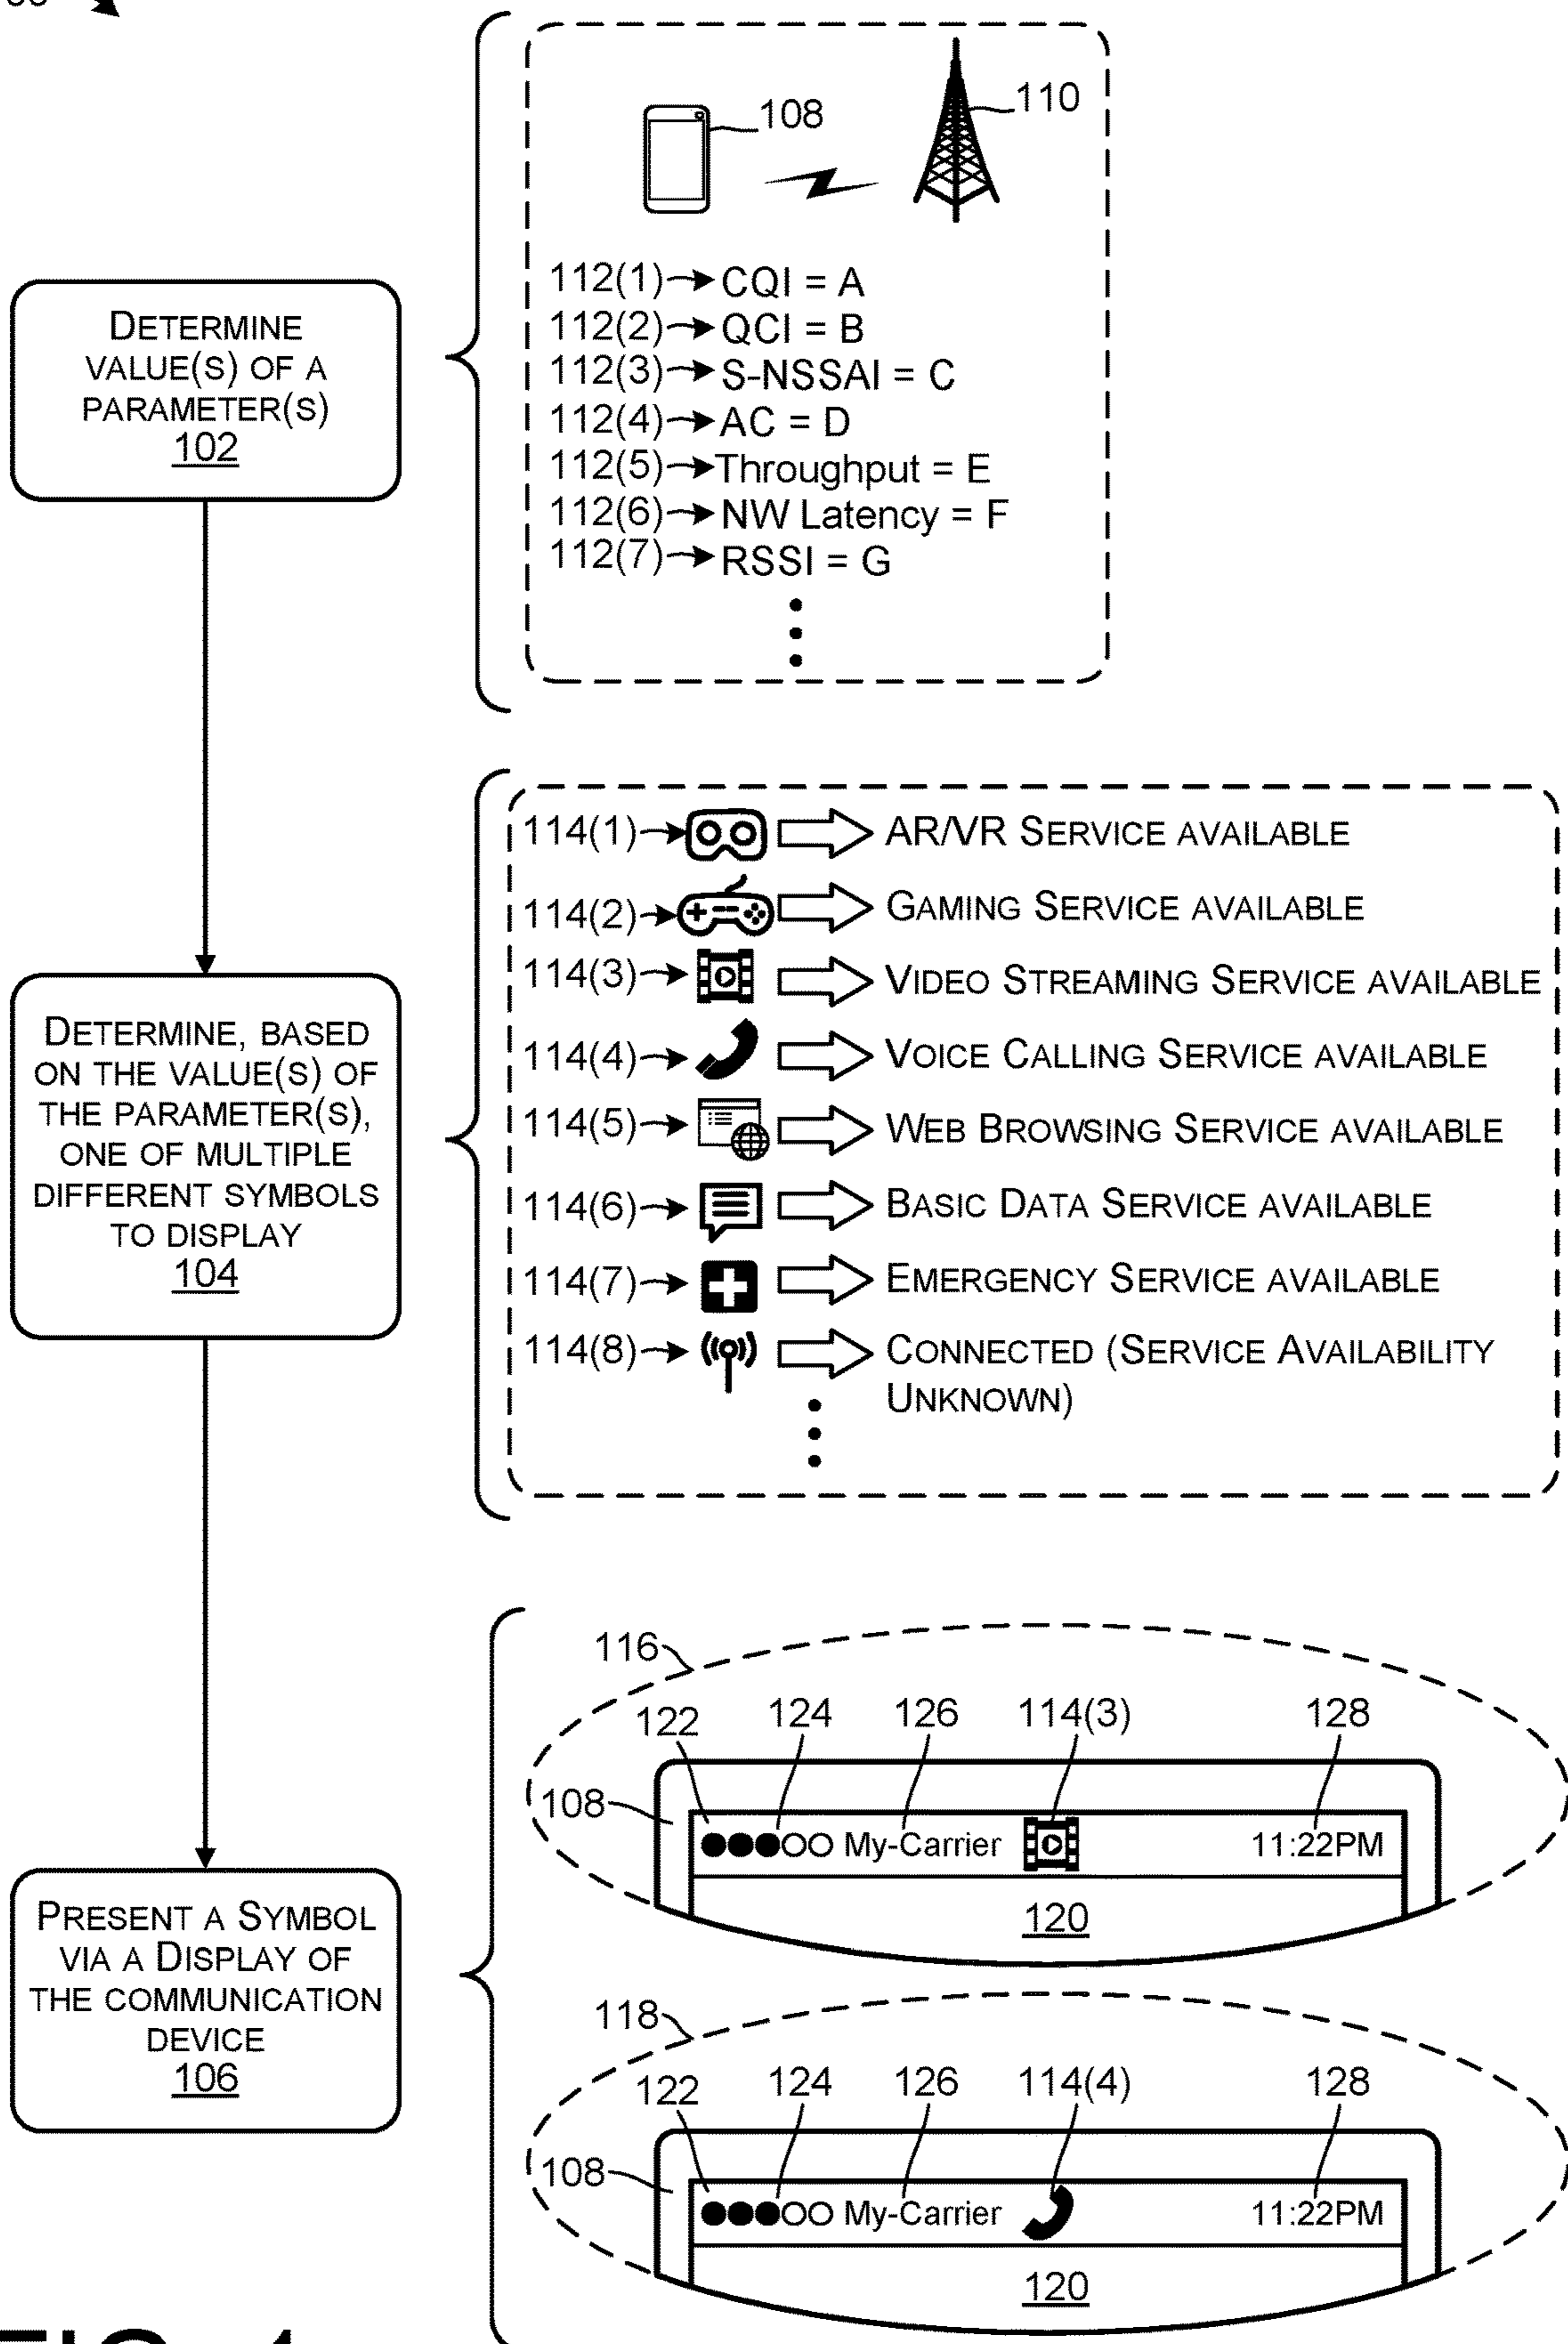 108
110
112(1) CQI = A
112(2) QCI = B
112(3) S-NSSAI = C
112(4) AC = D
112(5) Throughput = E
112(6) NW Latency = F
112(7) RSSI = G
DETERMINE
VALUE(S) OF A
PARAMETER(S)
102
114(1) AR/VR SERVICE AVAILABLE
114(2) GAMING SERVICE AVAILABLE
114(3) VIDEO STREAMING SERVICE AVAILABLE
114(4) VOICE CALLING SERVICE AVAILABLE
114(5) WEB BROWSING SERVICE AVAILABLE
114(6) BASIC DATA SERVICE AVAILABLE
114(7) EMERGENCY SERVICE AVAILABLE
114(8) CONNECTED (SERVICE AVAILABILITY
UNKNOWN)
DETERMINE, BASED
ON THE VALUE(S) OF
THE PARAMETER(S),
ONE OF MULTIPLE
DIFFERENT SYMBOLS
TO DISPLAY
104
116
122 124 126 114(3) 128
108
My-Carrier 11:22PM
120
PRESENT A SYMBOL
VIA A DISPLAY OF
THE COMMUNICATION
DEVICE
106
118
122 124 126 114(4) 128
108
My-Carrier 11:22PM
120